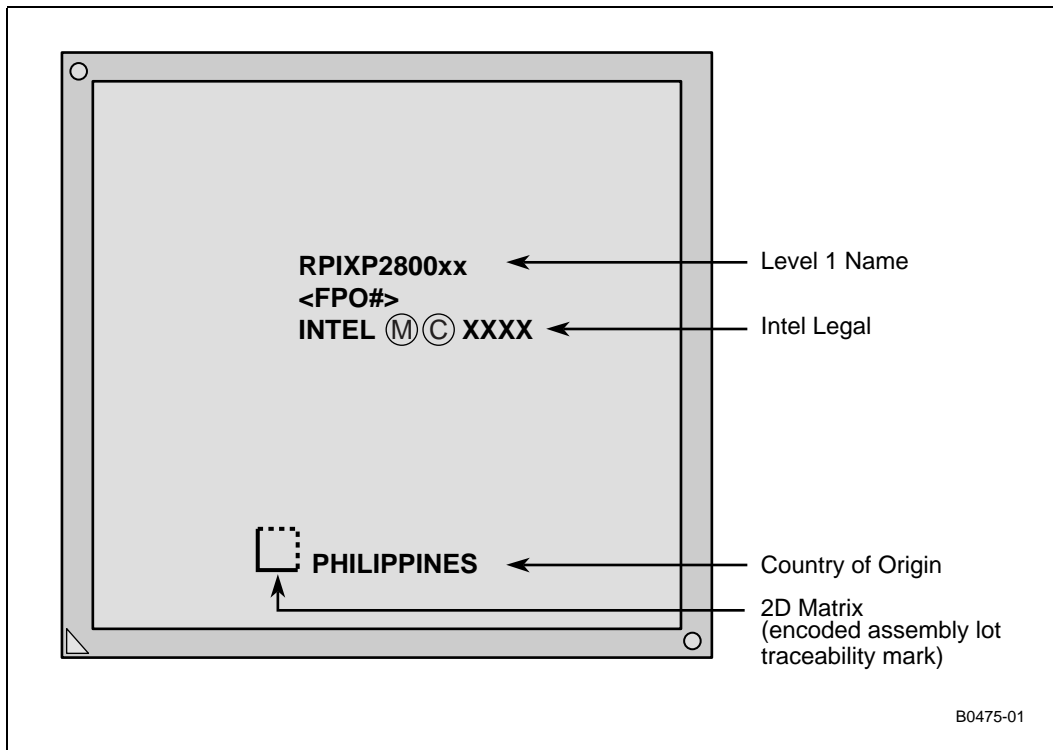 RPIXP2800xx
Level 1 Name
<FPO#>
INTEL Ⓜ Ⓒ XXXX
Intel Legal
PHILIPPINES
Country of Origin
2D Matrix
(encoded assembly lot
traceability mark)
B0475-01